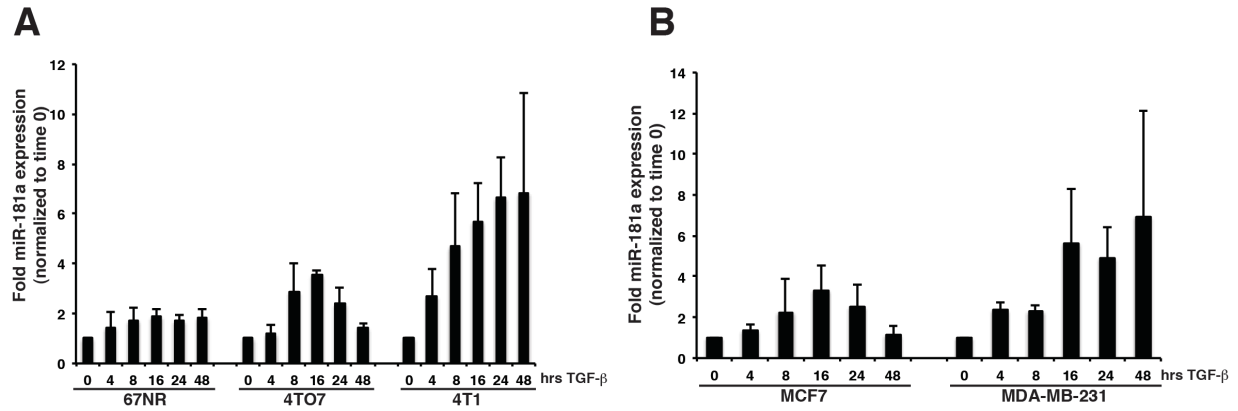 A
Fold miR-181a expression
(normalized to time 0)
12
10
8
6
4
2
0
0 4 8 16 24 48 0 4 8 16 24 48 0 4 8 16 24 48 hrs TGF-β
67NR 4TO7 4T1
B
Fold miR-181a expression
(normalized to time 0)
14
12
10
8
6
4
2
0
0 4 8 16 24 48 0 4 8 16 24 48 hrs TGF-β
MCF7 MDA-MB-231